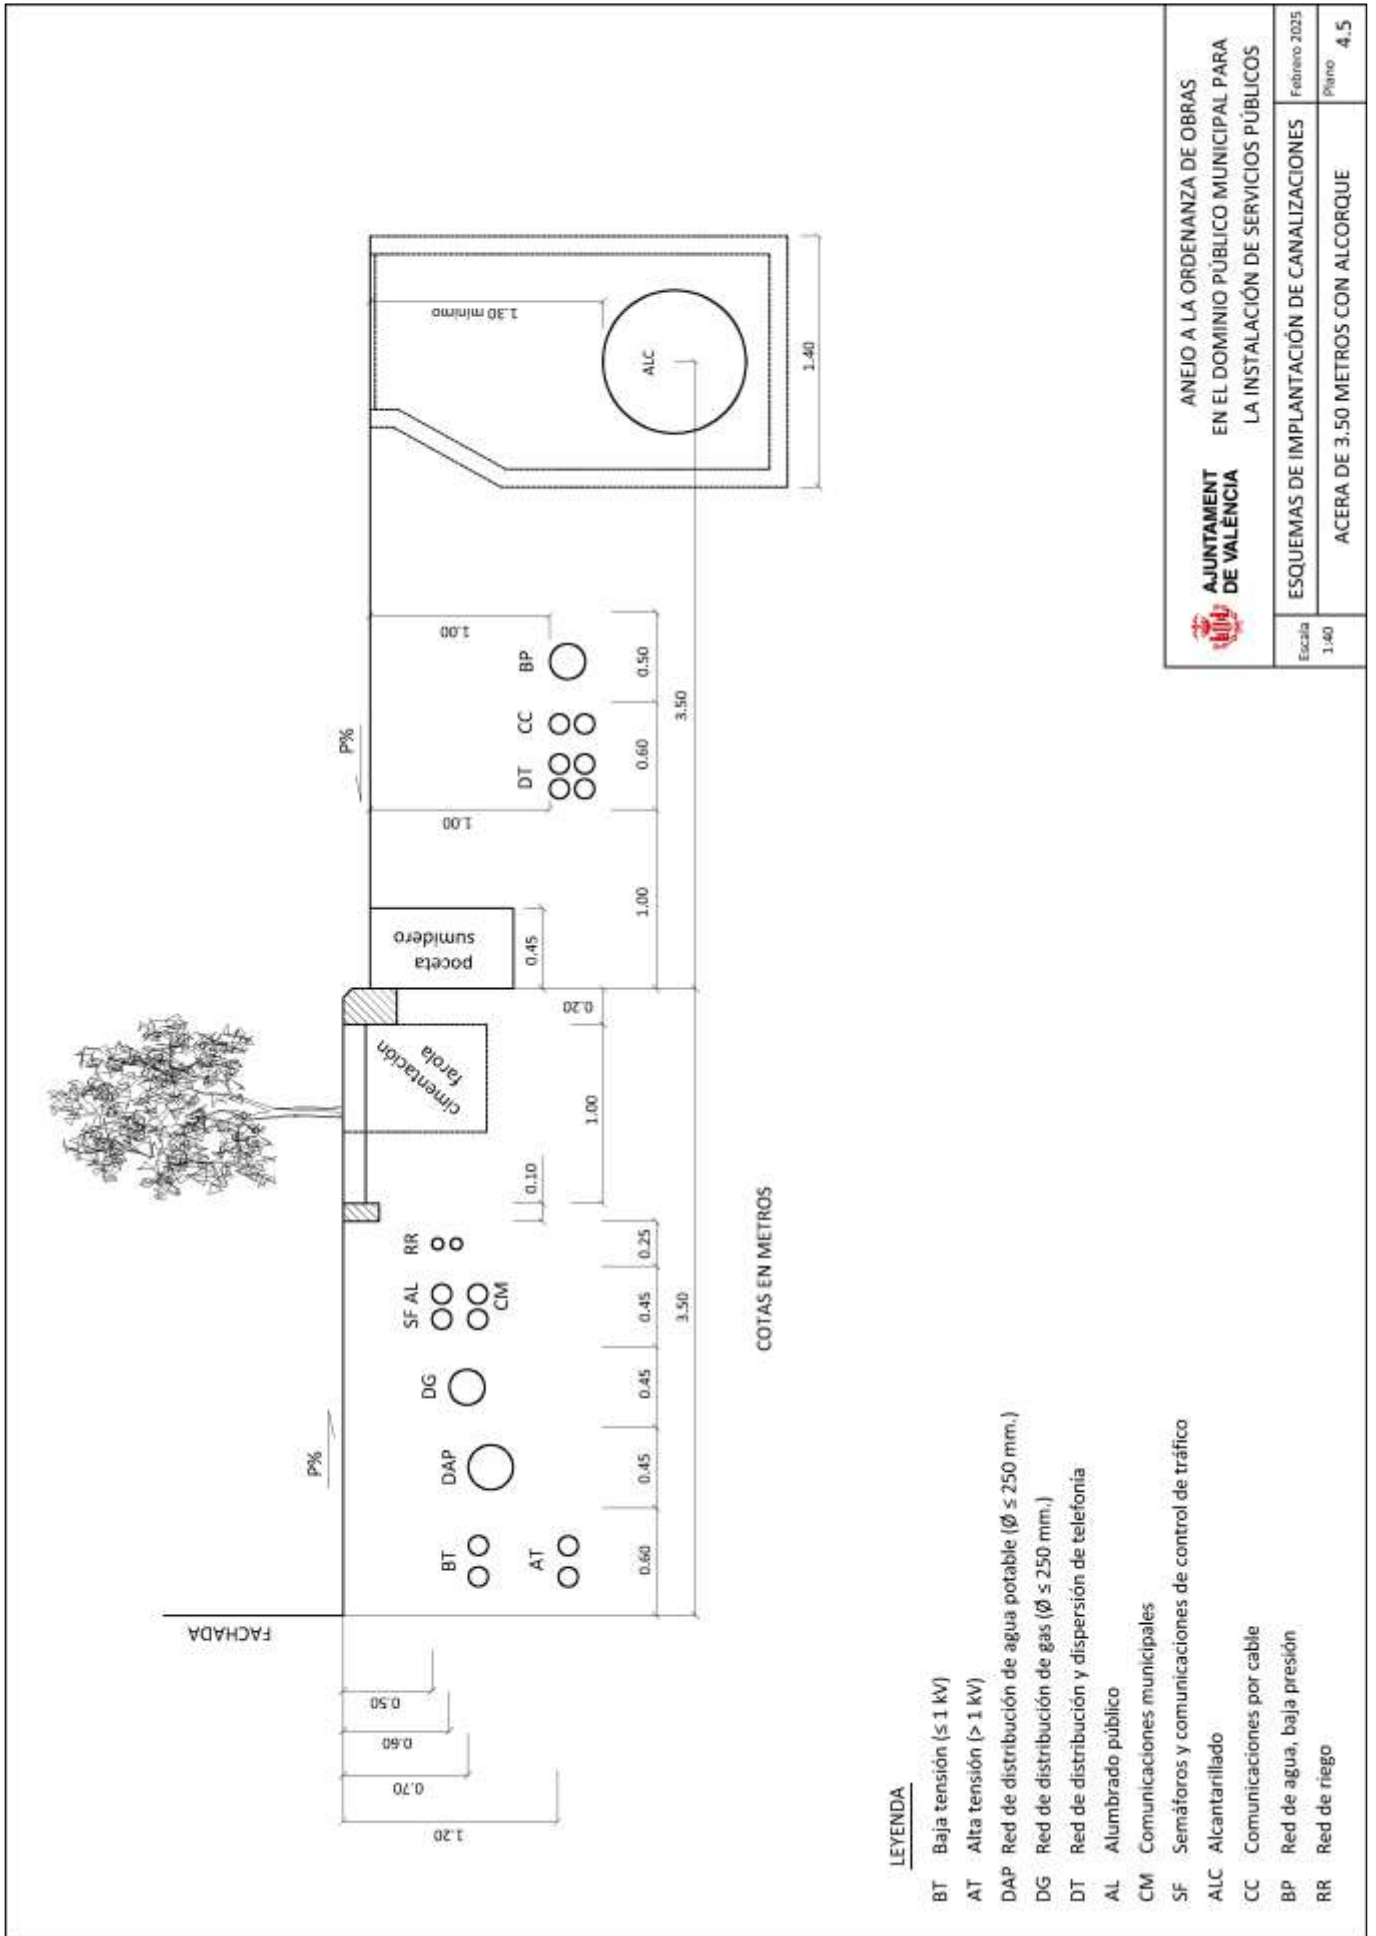 FACHADA
P%
P%
BT
AT
DAP
DG
SF AL
CM
RR
cimentación
farola
poceta
sumidero
DT
CC
BP
ALC
0.50
0.60
0.70
1.20
1.00
1.00
1.30 mínimo
0.10
0.45
0.20
1.00
0.60
0.45
0.45
0.45
0.25
1.00
0.60
0.50
3.50
3.50
1.40
COTAS EN METROS
LEYENDA
BT Baja tensión (≤ 1 kV)
AT Alta tensión (> 1 kV)
DAP Red de distribución de agua potable (Ø ≤ 250 mm.)
DG Red de distribución de gas (Ø ≤ 250 mm.)
DT Red de distribución y dispersión de telefonía
AL Alumbrado público
CM Comunicaciones municipales
SF Semáforos y comunicaciones de control de tráfico
ALC Alcantarillado
CC Comunicaciones por cable
BP Red de agua, baja presión
RR Red de riego
AJUNTAMENT
DE VALÈNCIA
ANEJO A LA ORDENANZA DE OBRAS
EN EL DOMINIO PÚBLICO MUNICIPAL PARA
LA INSTALACIÓN DE SERVICIOS PÚBLICOS
Escala
1:40
ESQUEMAS DE IMPLANTACIÓN DE CANALIZACIONES
Febrero 2025
ACERA DE 3.50 METROS CON ALCORQUE
Plano 4.5